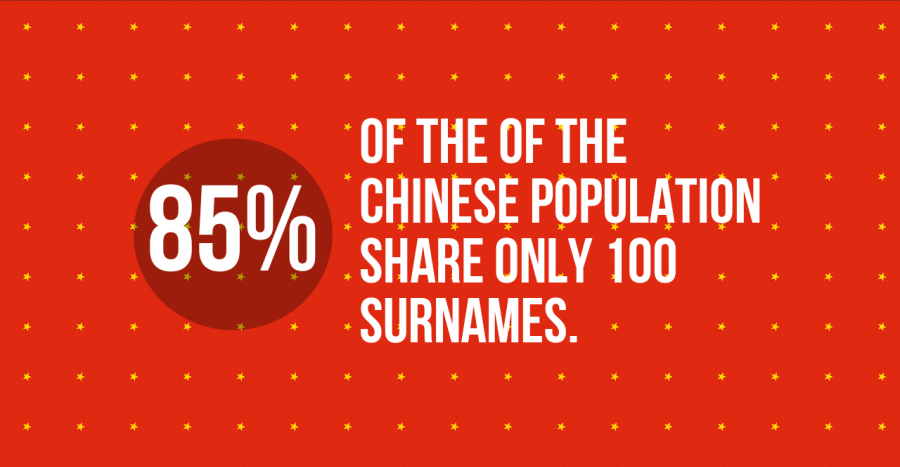 85%
OF THE OF THE
CHINESE POPULATION
SHARE ONLY 100
SURNAMES.